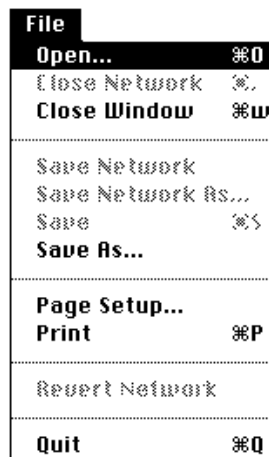 File
Open... ⌘O
Close Network ⌘,
Close Window ⌘W
Save Network
Save Network As...
Save ⌘S
Save As...
Page Setup...
Print ⌘P
Revert Network
Quit ⌘Q